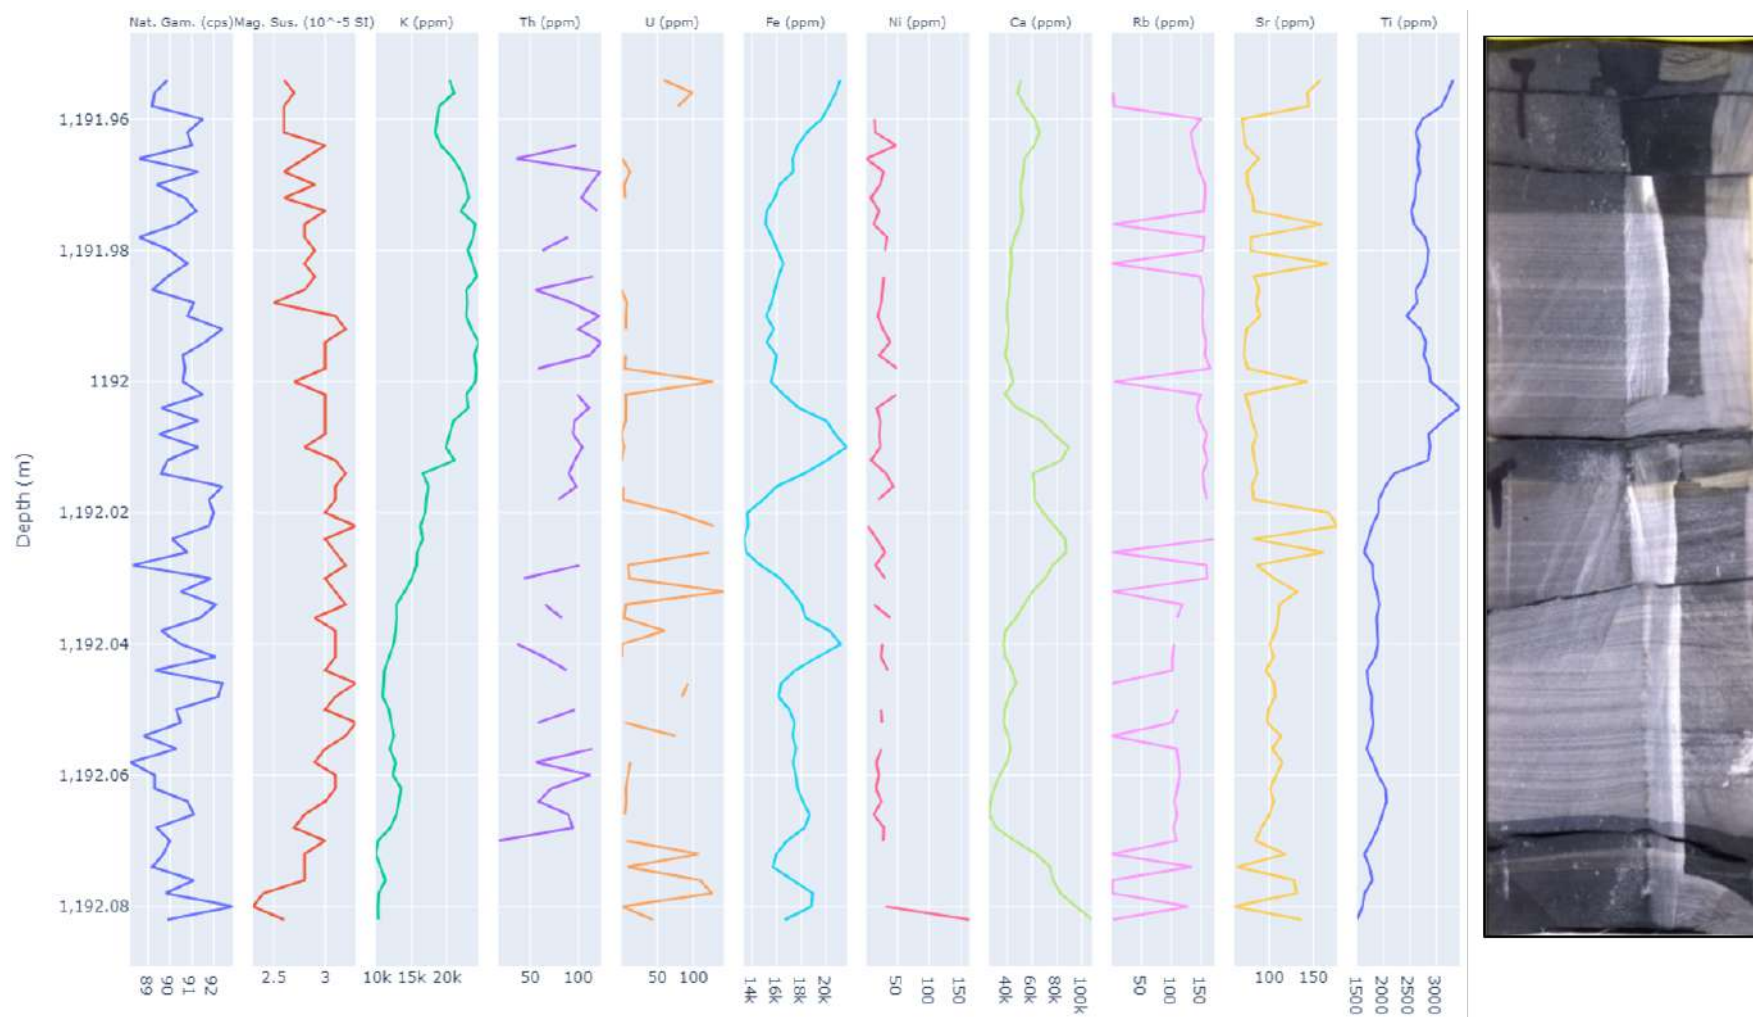 Nat. Gam. (cps) Mag. Sus. (10^-5 SI) K (ppm) Th (ppm) U (ppm) Fe (ppm) Ni (ppm) Ca (ppm) Rb (ppm) Sr (ppm) Ti (ppm)
1,191.96
1,191.98
1192
1,192.02
Depth (m)
1,192.04
1,192.06
1,192.08
89 90 91 92 2.5 3 10k 15k 20k 50 100 50 100 14k 16k 18k 20k 50 100 150 40k 60k 80k 100k 50 100 150 100 150 1500 2000 2500 3000